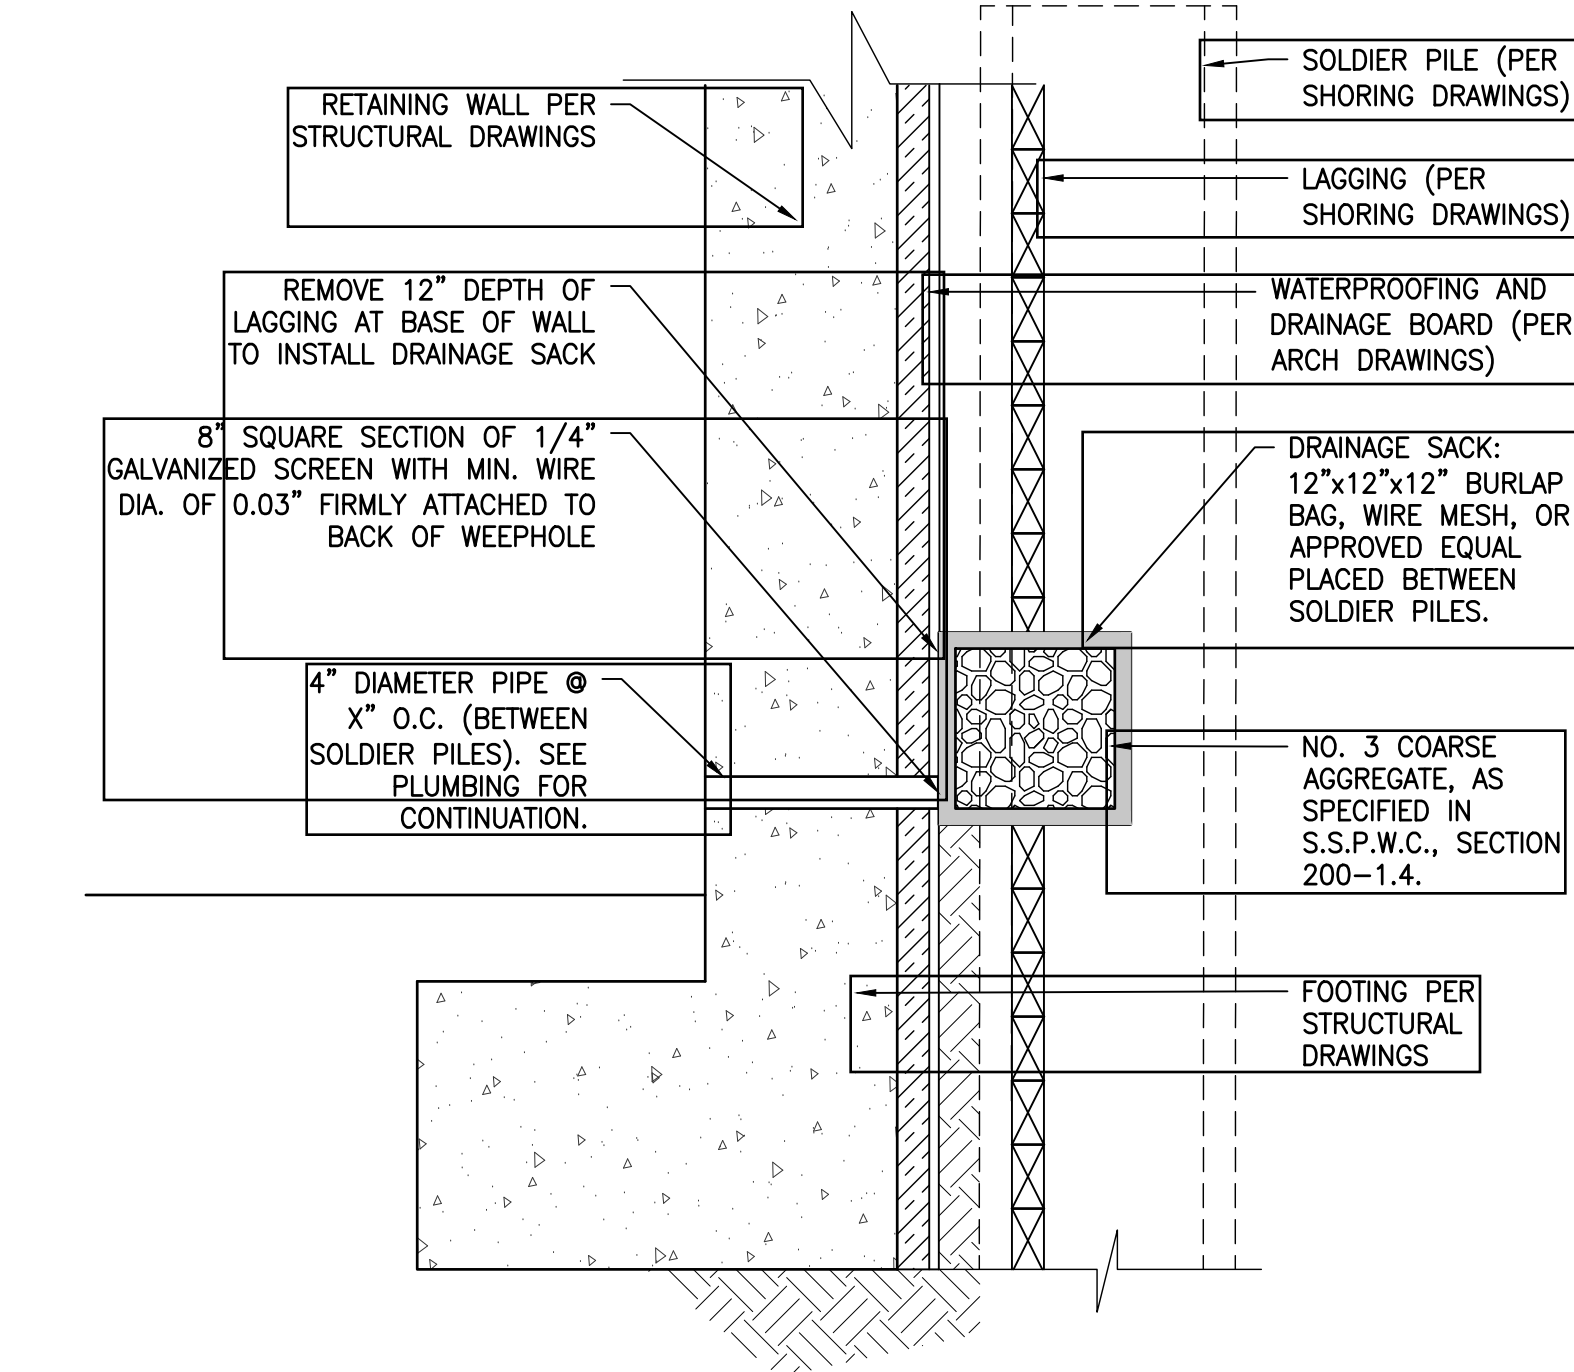 RETAINING WALL PER
STRUCTURAL DRAWINGS
REMOVE 12" DEPTH OF
LAGGING AT BASE OF WALL
TO INSTALL DRAINAGE SACK
8" SQUARE SECTION OF 1/4"
GALVANIZED SCREEN WITH MIN. WIRE
DIA. OF 0.03" FIRMLY ATTACHED TO
BACK OF WEEPHOLE
4" DIAMETER PIPE @
X" O.C. (BETWEEN
SOLDIER PILES). SEE
PLUMBING FOR
CONTINUATION.
SOLDIER PILE (PER
SHORING DRAWINGS)
LAGGING (PER
SHORING DRAWINGS)
WATERPROOFING AND
DRAINAGE BOARD (PER
ARCH DRAWINGS)
DRAINAGE SACK:
12"x12"x12" BURLAP
BAG, WIRE MESH, OR
APPROVED EQUAL
PLACED BETWEEN
SOLDIER PILES.
NO. 3 COARSE
AGGREGATE, AS
SPECIFIED IN
S.S.P.W.C., SECTION
200-1.4.
FOOTING PER
STRUCTURAL
DRAWINGS